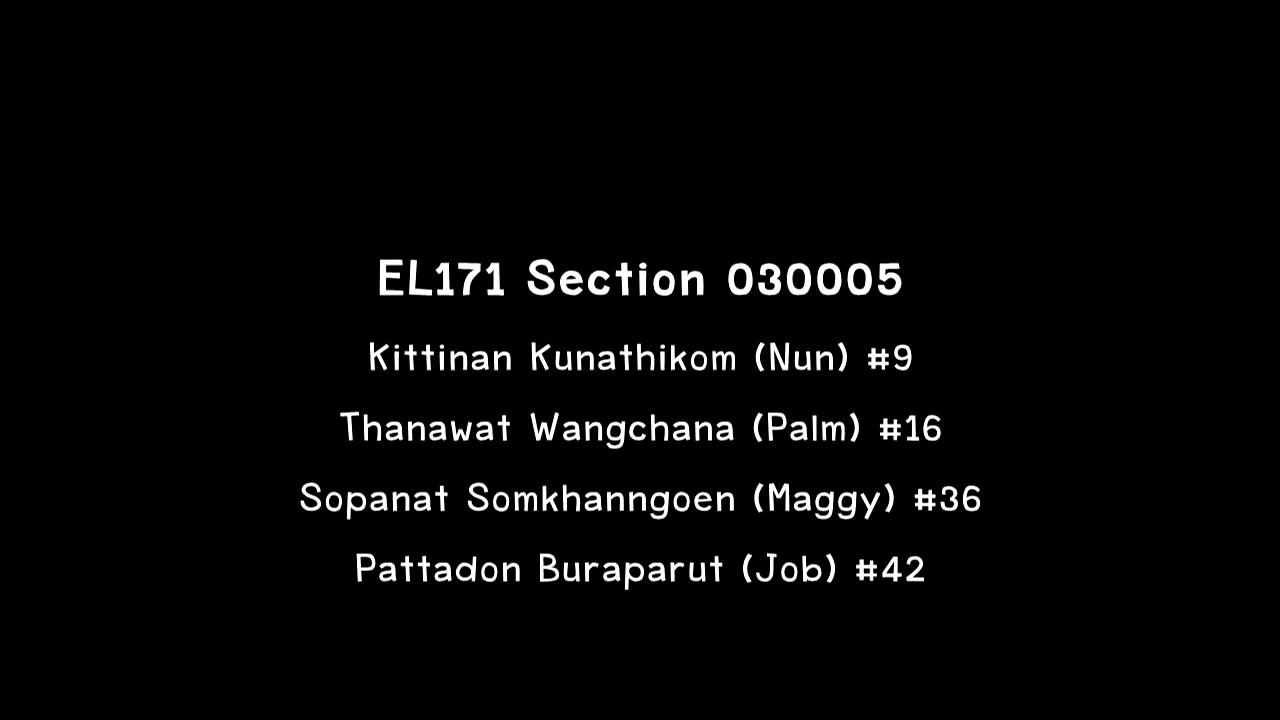 EL171 Section 030005
Kittinan Kunathikom (Nun) #9
Thanawat Wangchana (Palm) #16
Sopanat Somkhanngoen (Maggy) #36
Pattadon Buraparut (Job) #42